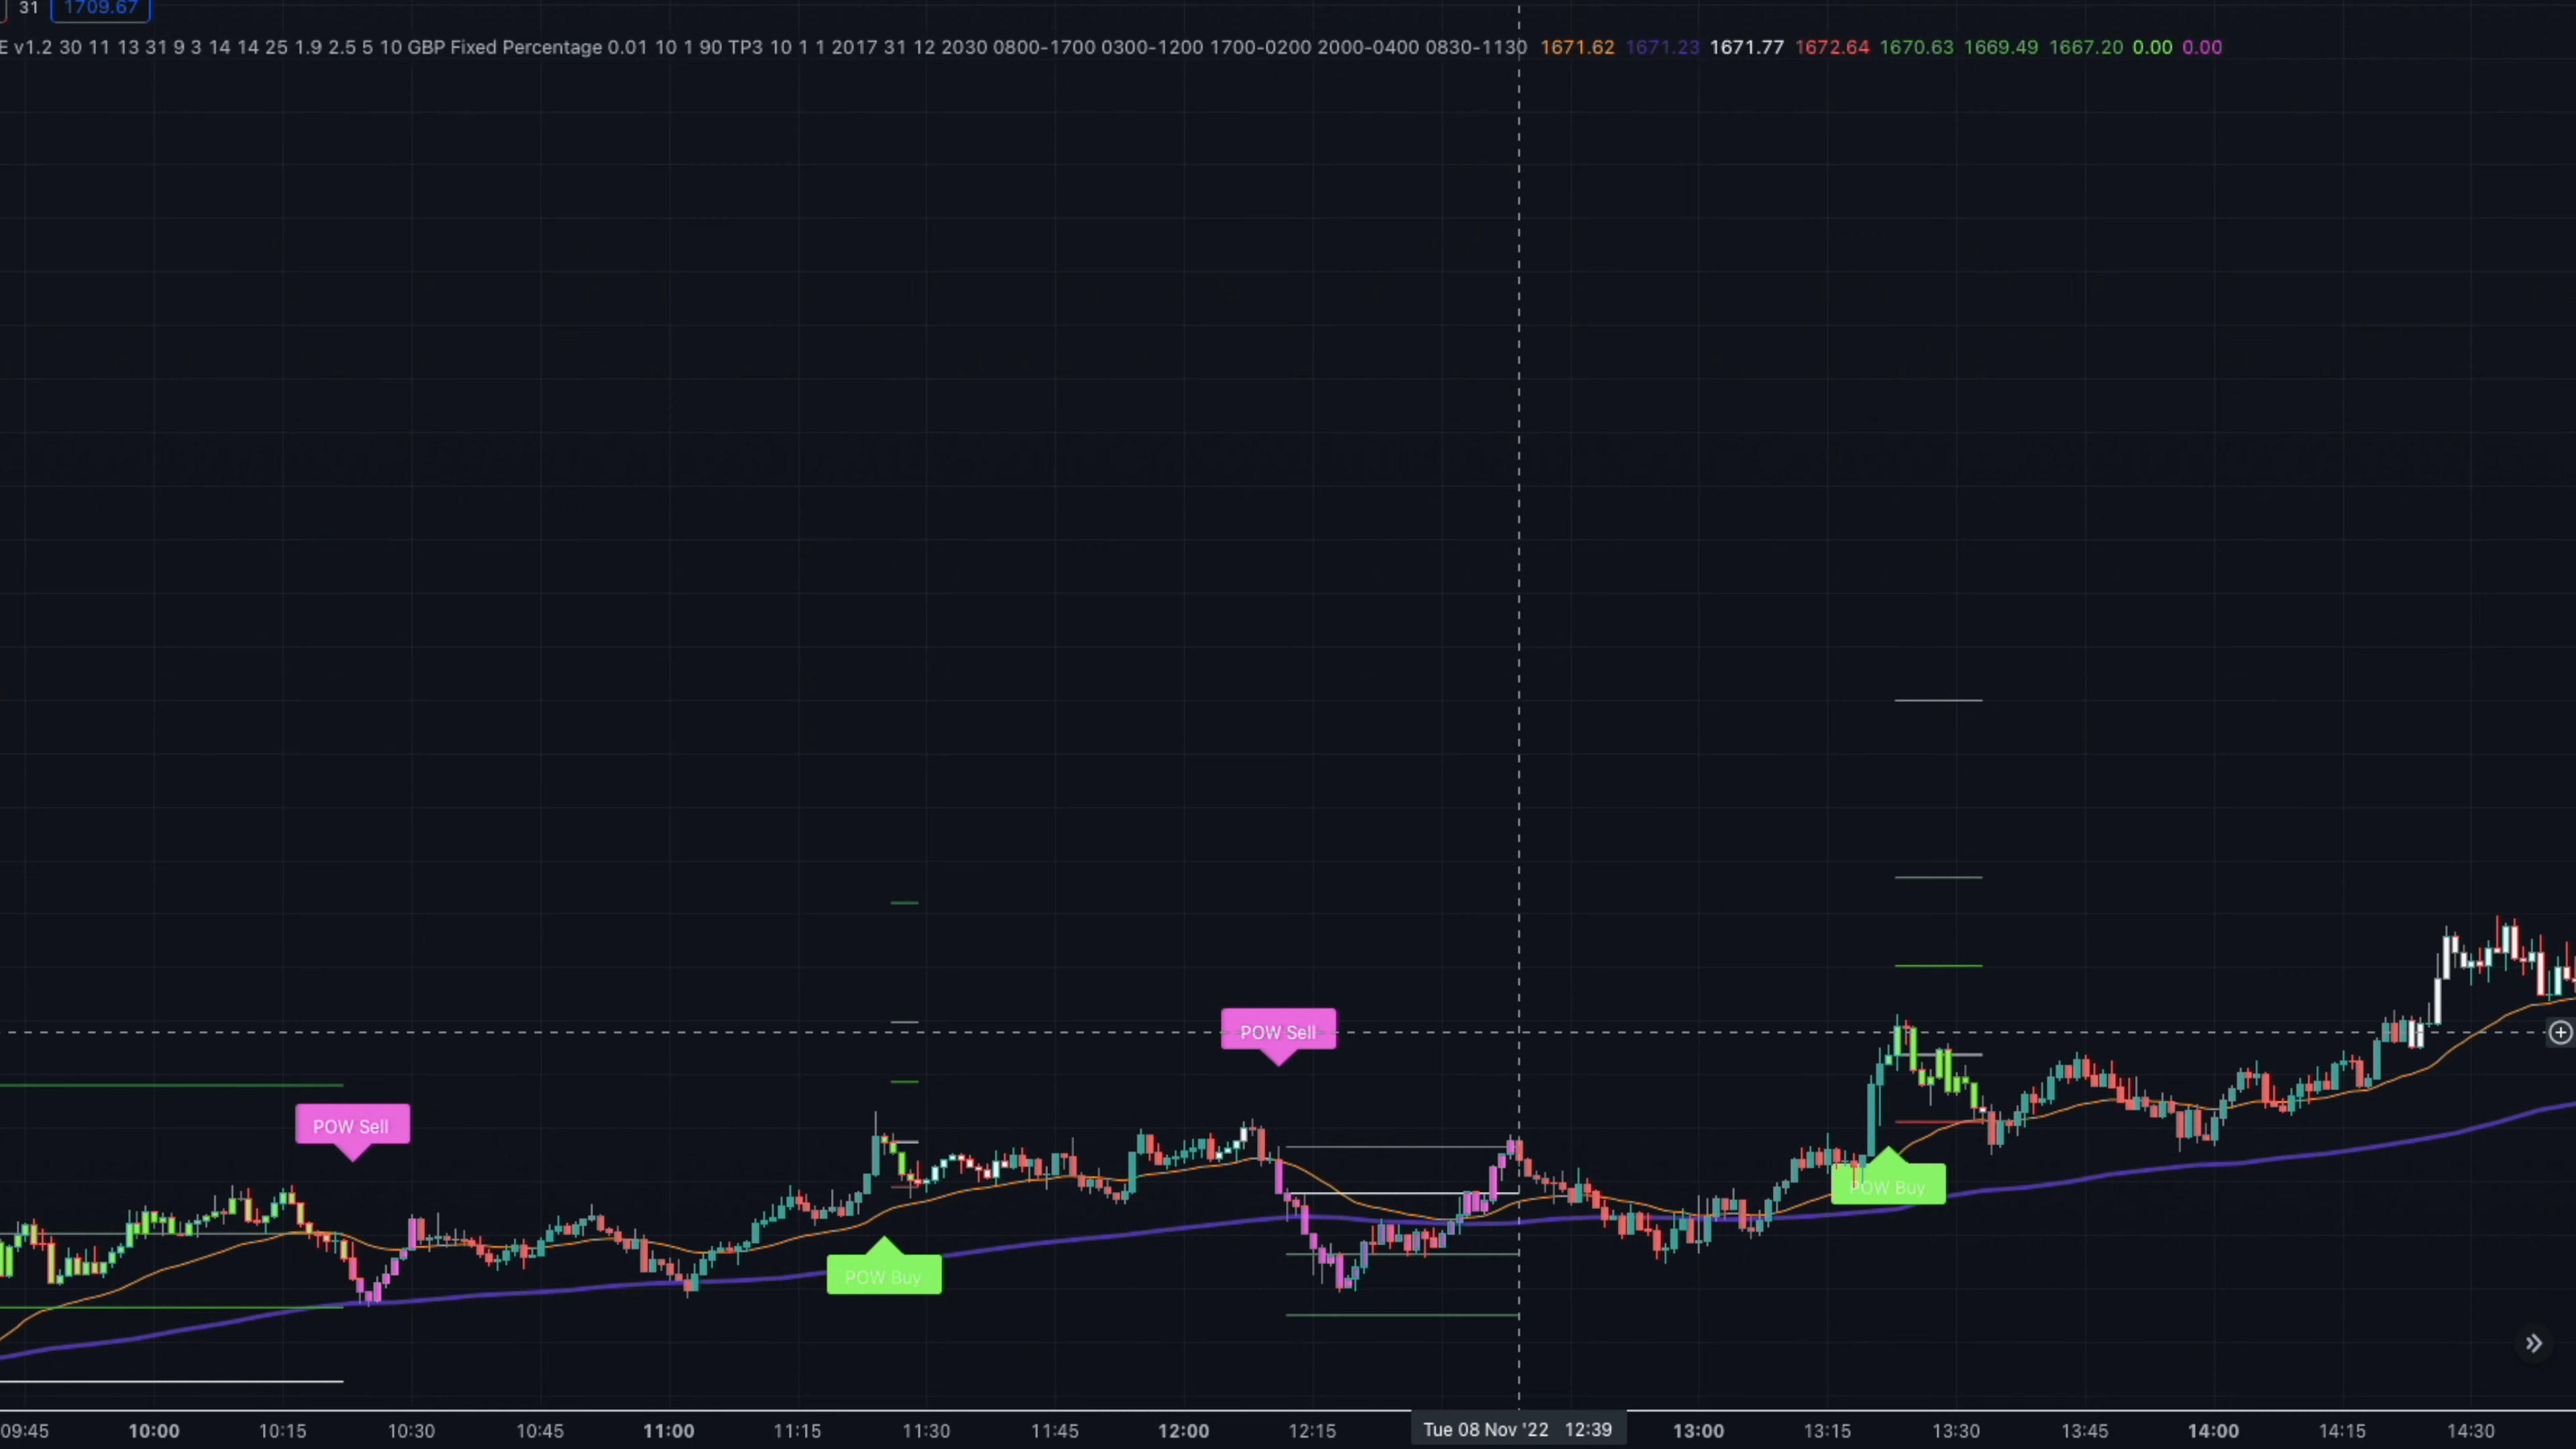 31 1709.67
E v1.2 30 11 13 31 9 3 14 14 25 1.9 2.5 5 10 GBP Fixed Percentage 0.01 10 1 90 TP3 10 1 1 2017 31 12 2030 0800-1700 0300-1200 1700-0200 2000-0400 0830-1130 1671.62 1671.23 1671.77 1672.64 1670.63 1669.49 1667.20 0.00 0.00
POW Sell
POW Sell
POW Buy
POW Buy
09:45 10:00 10:15 10:30 10:45 11:00 11:15 11:30 11:45 12:00 12:15 Tue 08 Nov '22 12:39 13:00 13:15 13:30 13:45 14:00 14:15 14:30